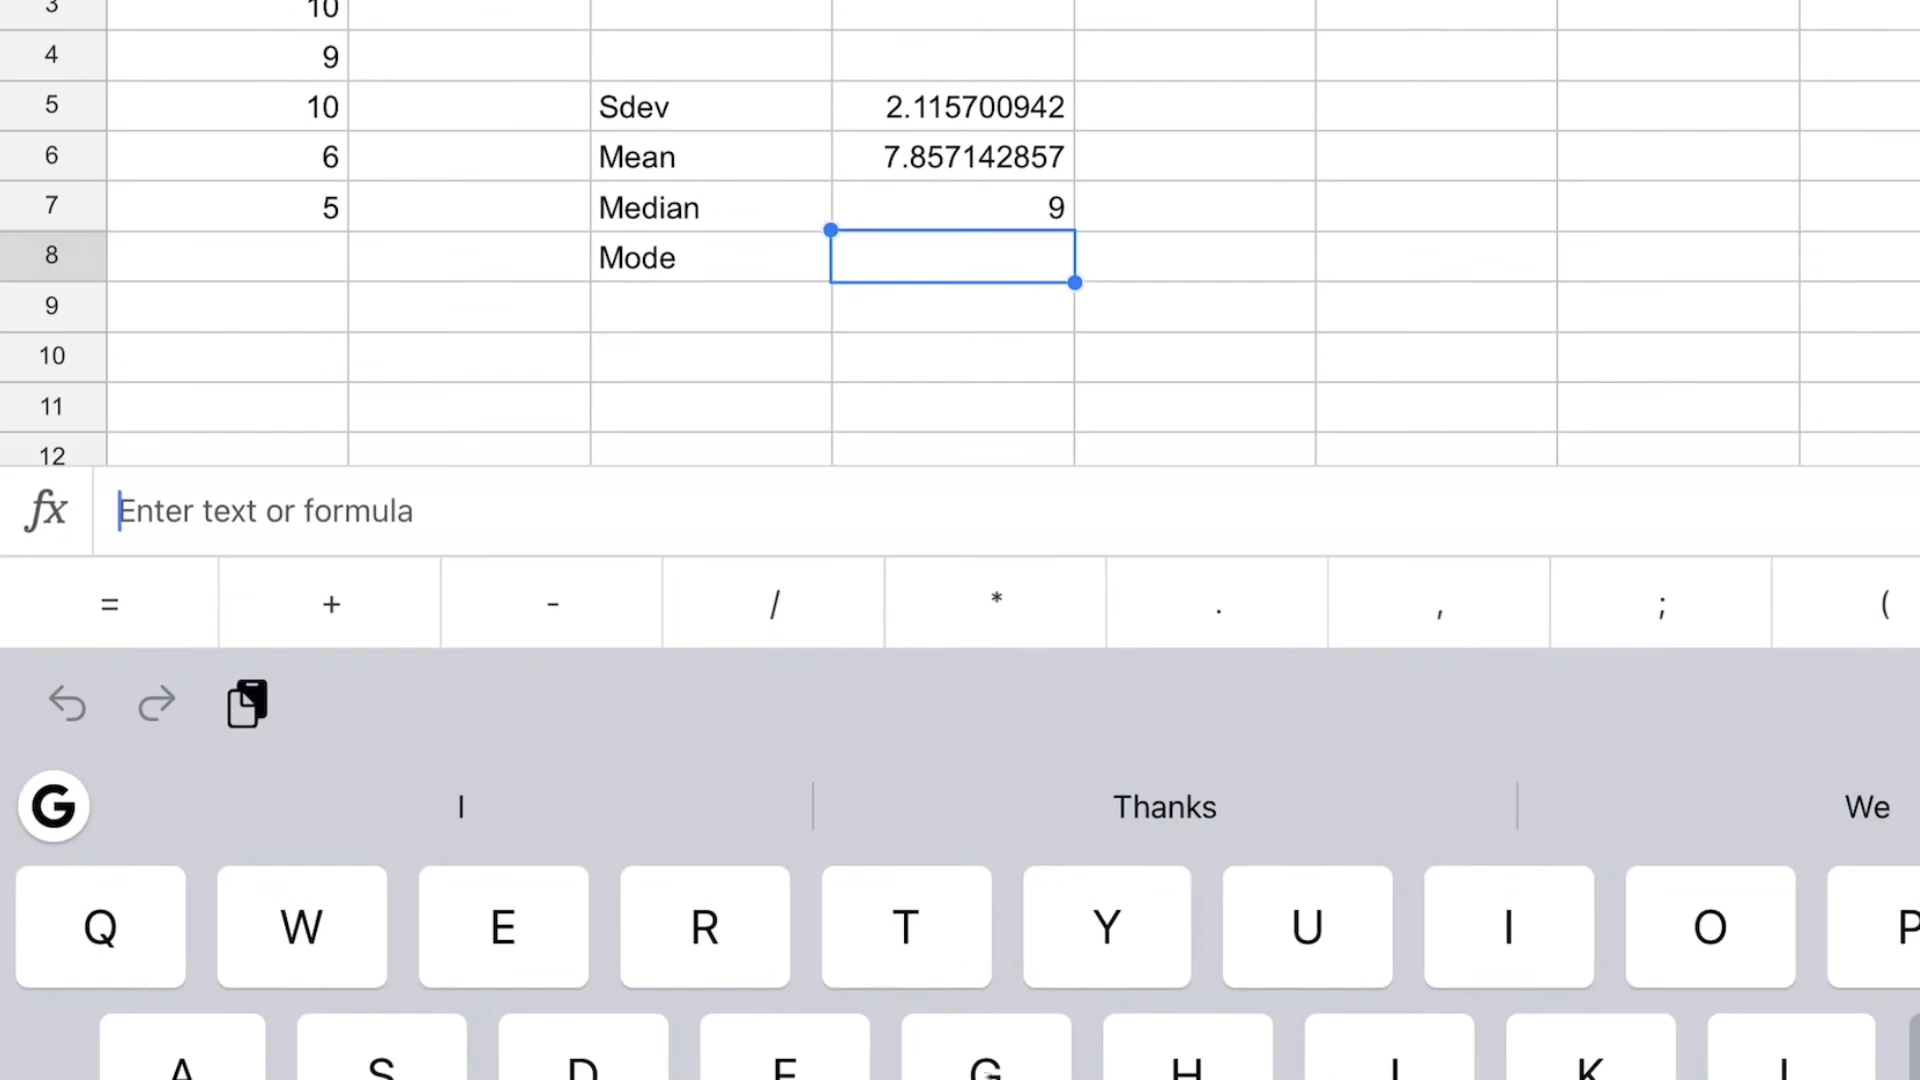 3 10
4 9
5 10 Sdev 2.115700942
6 6 Mean 7.857142857
7 5 Median 9
8 Mode
9
10
11
12
fx Enter text or formula
= + - / * . , ; (
G I Thanks We
Q W E R T Y U I O P
A S D F G H J K L